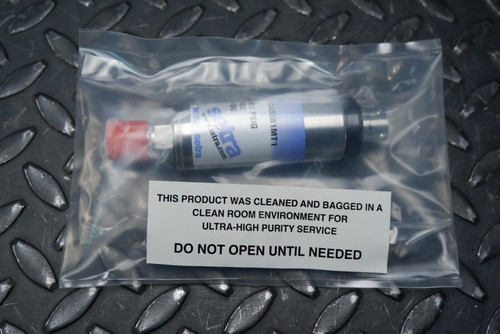 setra
THIS PRODUCT WAS CLEANED AND BAGGED IN A
CLEAN ROOM ENVIRONMENT FOR
ULTRA-HIGH PURITY SERVICE
DO NOT OPEN UNTIL NEEDED